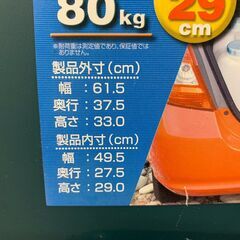 80kg
29
cm
※耐荷重は測定値であり、保証値では
ありません。
製品外寸(cm)
幅 : 61.5
奥行 : 37.5
高さ : 33.0
製品内寸(cm)
幅 : 49.5
奥行 : 27.5
高さ : 29.0